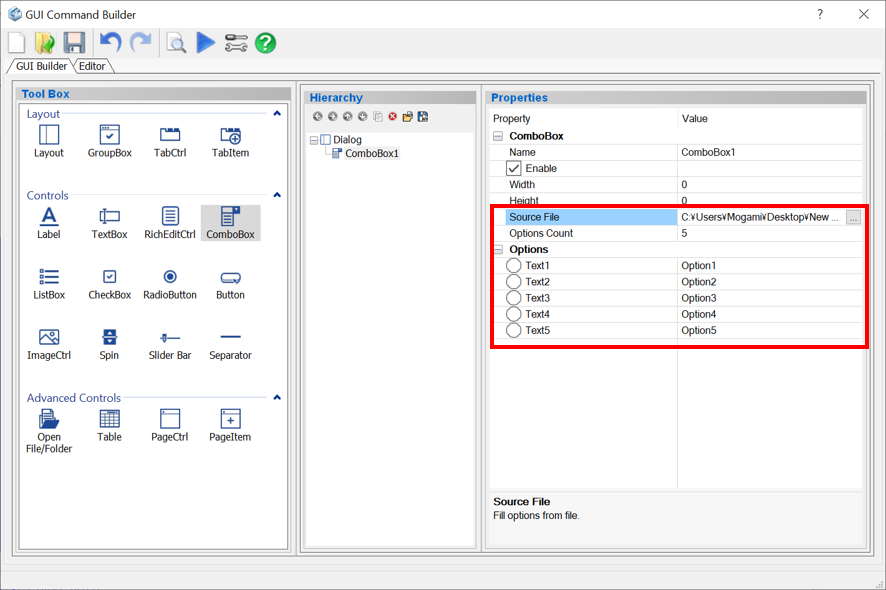 GUI Command Builder
?
GUI Builder
Editor
Tool Box
Layout
Layout
GroupBox
TabCtrl
TabItem
Controls
Label
TextBox
RichEditCtrl
ComboBox
ListBox
CheckBox
RadioButton
Button
ImageCtrl
Spin
Slider Bar
Separator
Advanced Controls
Open
File/Folder
Table
PageCtrl
PageItem
Hierarchy
Dialog
ComboBox1
Properties
Property Value
ComboBox
Name ComboBox1
Enable
Width 0
Height 0
Source File C:¥Users¥Mogami¥Desktop¥New ... ...
Options Count 5
Options
Text1 Option1
Text2 Option2
Text3 Option3
Text4 Option4
Text5 Option5
Source File
Fill options from file.